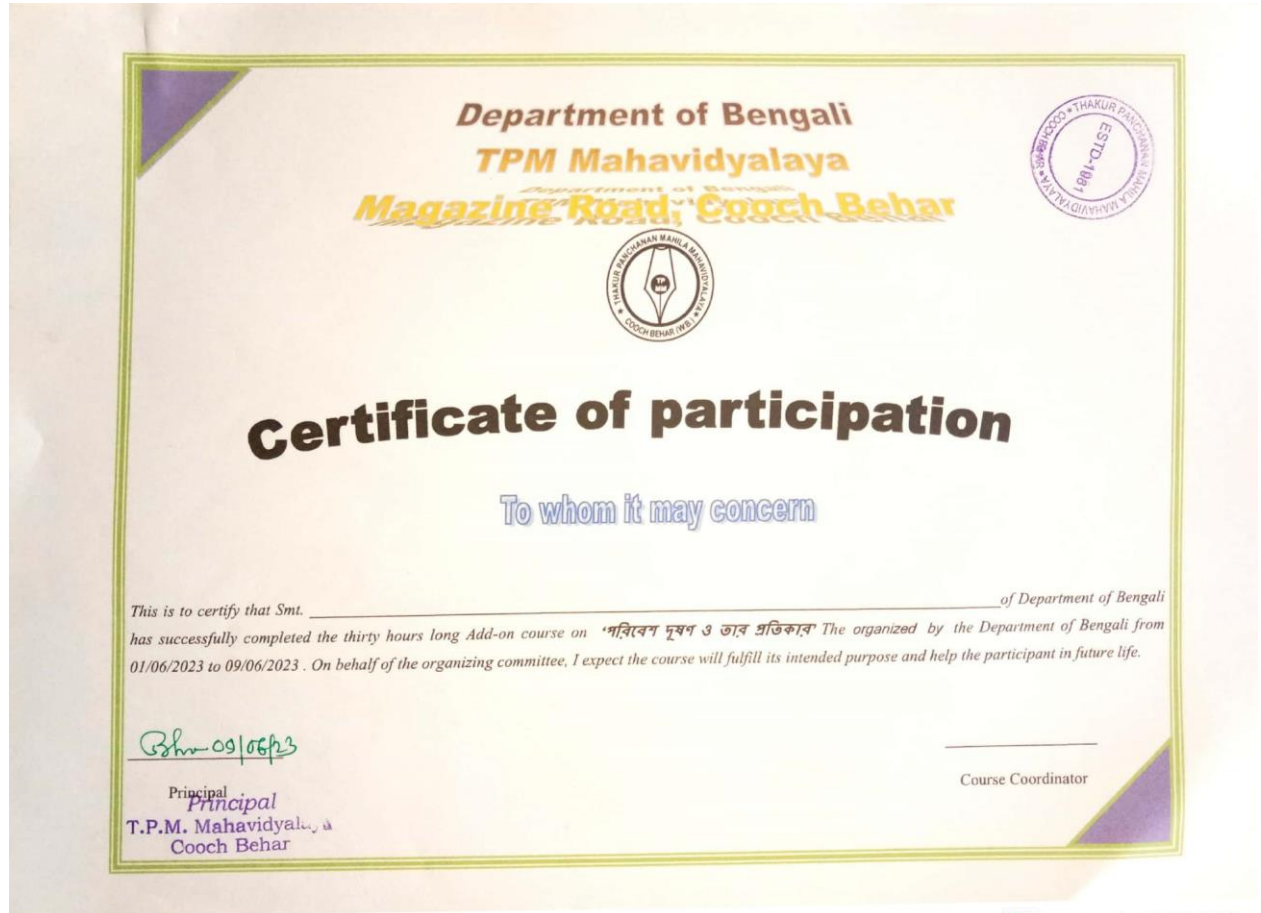 Department of Bengali
TPM Mahavidyalaya
Magazine Road, Cooch Behar
THAKUR PANCHANAN MAHILA MAHAVIDYALAYA
COOCH BEHAR
ESTD-1981
THAKUR PANCHANAN MAHILA MAHAVIDYALAYA
TP
MM
COOCH BEHAR (W.B.)
Certificate of participation
To whom it may concern
This is to certify that Smt. of Department of Bengali
has successfully completed the thirty hours long Add-on course on 'পরিবেশ দূষণ ও তার প্রতিকার' The organized by the Department of Bengali from
01/06/2023 to 09/06/2023 . On behalf of the organizing committee, I expect the course will fulfill its intended purpose and help the participant in future life.
09/06/23
Principal
Course Coordinator
Principal
T.P.M. Mahavidyalaya
Cooch Behar